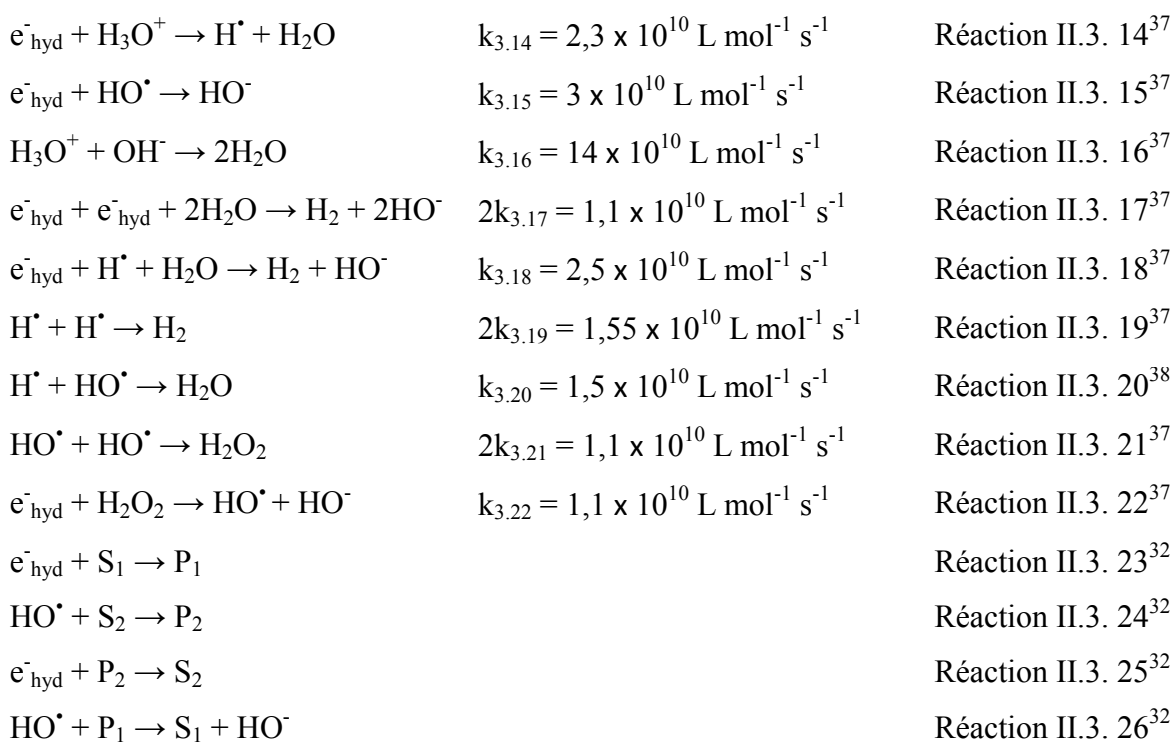 e⁻hyd + H₃O⁺ → H• + H₂O k₃.₁₄ = 2,3 x 10¹⁰ L mol⁻¹ s⁻¹ Réaction II.3. 14³⁷
e⁻hyd + HO• → HO⁻ k₃.₁₅ = 3 x 10¹⁰ L mol⁻¹ s⁻¹ Réaction II.3. 15³⁷
H₃O⁺ + OH⁻ → 2H₂O k₃.₁₆ = 14 x 10¹⁰ L mol⁻¹ s⁻¹ Réaction II.3. 16³⁷
e⁻hyd + e⁻hyd + 2H₂O → H₂ + 2HO⁻ 2k₃.₁₇ = 1,1 x 10¹⁰ L mol⁻¹ s⁻¹ Réaction II.3. 17³⁷
e⁻hyd + H• + H₂O → H₂ + HO⁻ k₃.₁₈ = 2,5 x 10¹⁰ L mol⁻¹ s⁻¹ Réaction II.3. 18³⁷
H• + H• → H₂ 2k₃.₁₉ = 1,55 x 10¹⁰ L mol⁻¹ s⁻¹ Réaction II.3. 19³⁷
H• + HO• → H₂O k₃.₂₀ = 1,5 x 10¹⁰ L mol⁻¹ s⁻¹ Réaction II.3. 20³⁸
HO• + HO• → H₂O₂ 2k₃.₂₁ = 1,1 x 10¹⁰ L mol⁻¹ s⁻¹ Réaction II.3. 21³⁷
e⁻hyd + H₂O₂ → HO• + HO⁻ k₃.₂₂ = 1,1 x 10¹⁰ L mol⁻¹ s⁻¹ Réaction II.3. 22³⁷
e⁻hyd + S₁ → P₁ Réaction II.3. 23³²
HO• + S₂ → P₂ Réaction II.3. 24³²
e⁻hyd + P₂ → S₂ Réaction II.3. 25³²
HO• + P₁ → S₁ + HO⁻ Réaction II.3. 26³²